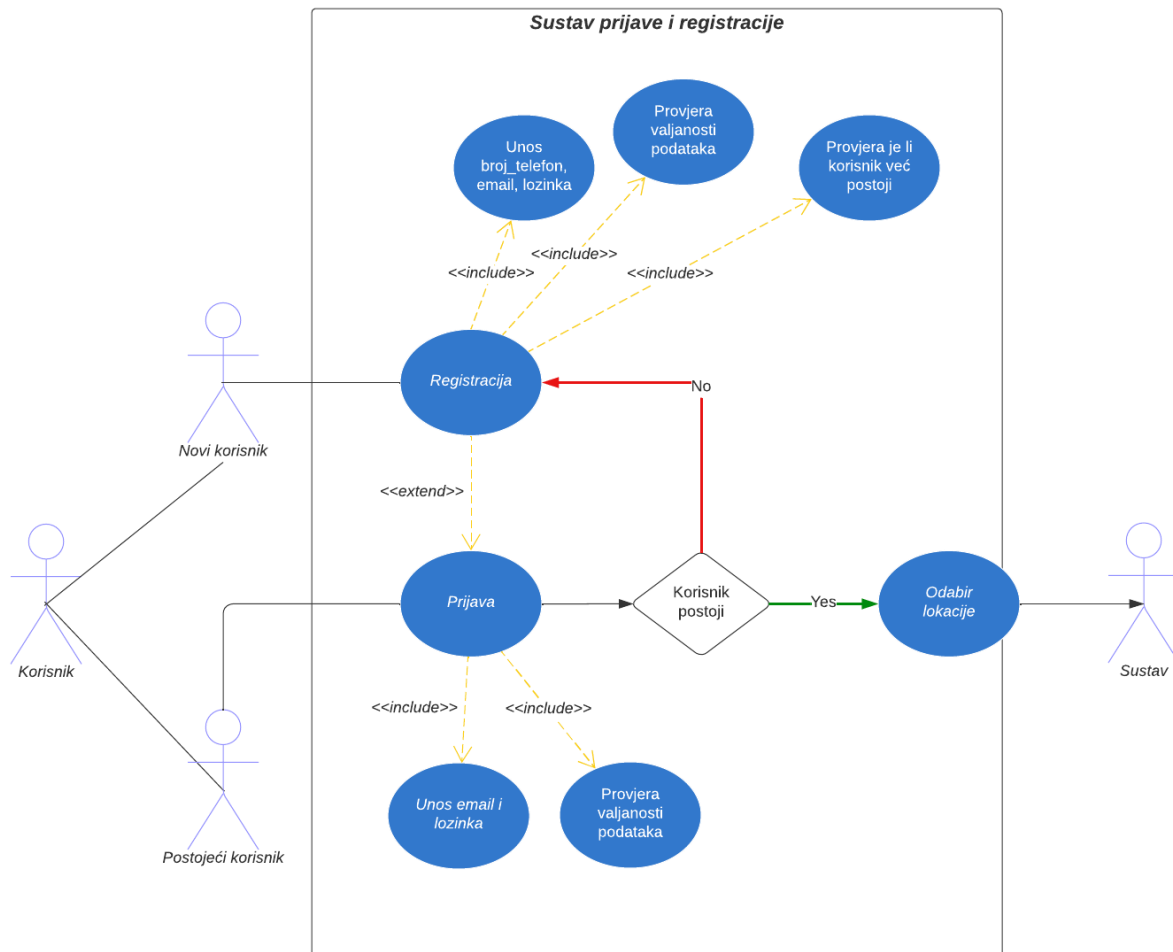 Sustav prijave i registracije
Provjera
valjanosti
podataka
Unos
broj_telefon,
email, lozinka
Provjera je li
korisnik već
postoji
<<include>>
<<include>>
<<include>>
Registracija
No
Novi korisnik
<<extend>>
Korisnik
postoji
Yes
Prijava
Odabir
lokacije
Korisnik
Sustav
<<include>>
<<include>>
Unos email i
lozinka
Provjera
valjanosti
podataka
Postojeći korisnik